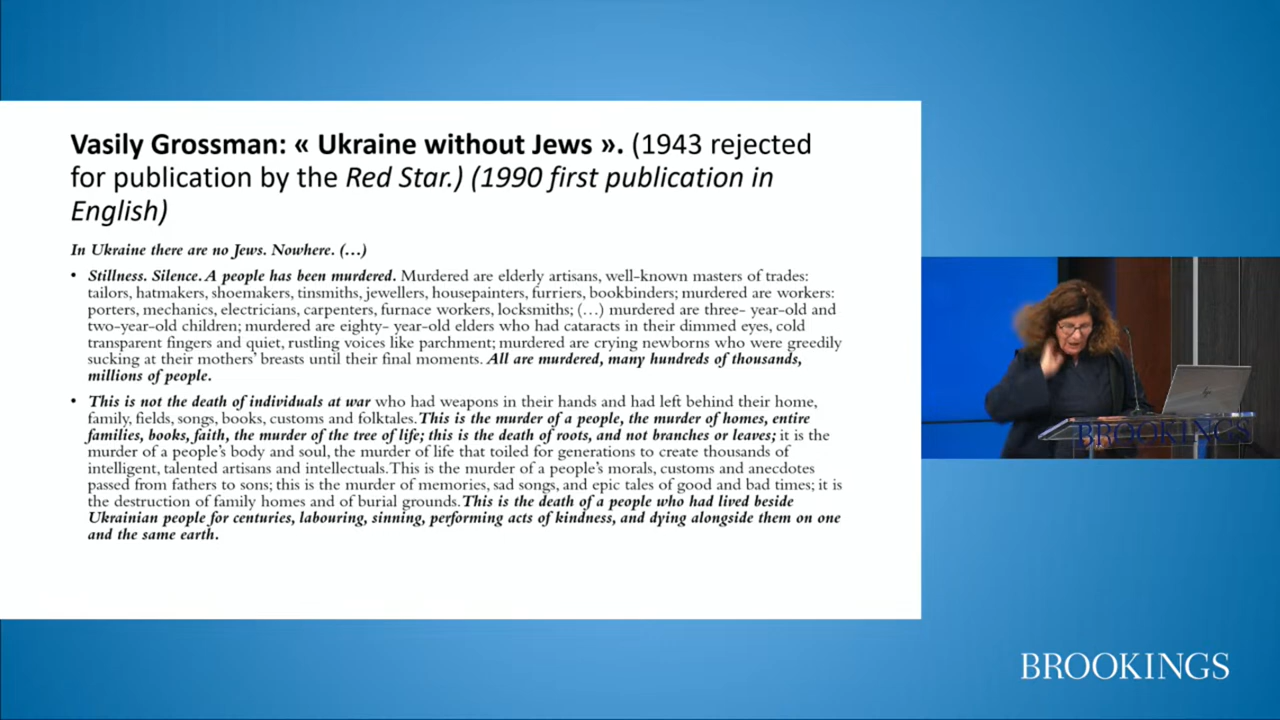 Vasily Grossman: « Ukraine without Jews ». (1943 rejected
for publication by the Red Star.) (1990 first publication in
English)
In Ukraine there are no Jews. Nowhere. (…)
• Stillness. Silence. A people has been murdered. Murdered are elderly artisans, well-known masters of trades:
tailors, hatmakers, shoemakers, tinsmiths, jewellers, housepainters, furriers, bookbinders; murdered are workers:
porters, mechanics, electricians, carpenters, furnace workers, locksmiths; (…) murdered are three- year-old and
two-year-old children; murdered are eighty- year-old elders who had cataracts in their dimmed eyes, cold
transparent fingers and quiet, rustling voices like parchment; murdered are crying newborns who were greedily
sucking at their mothers’ breasts until their final moments. All are murdered, many hundreds of thousands,
millions of people.
• This is not the death of individuals at war who had weapons in their hands and had left behind their home,
family, fields, songs, books, customs and folktales. This is the murder of a people, the murder of homes, entire
families, books, faith, the murder of the tree of life; this is the death of roots, and not branches or leaves; it is the
murder of a people’s body and soul, the murder of life that toiled for generations to create thousands of
intelligent, talented artisans and intellectuals. This is the murder of a people’s morals, customs and anecdotes
passed from fathers to sons; this is the murder of memories, sad songs, and epic tales of good and bad times; it is
the destruction of family homes and of burial grounds. This is the death of a people who had lived beside
Ukrainian people for centuries, labouring, sinning, performing acts of kindness, and dying alongside them on one
and the same earth.
BROOKINGS
BROOKINGS